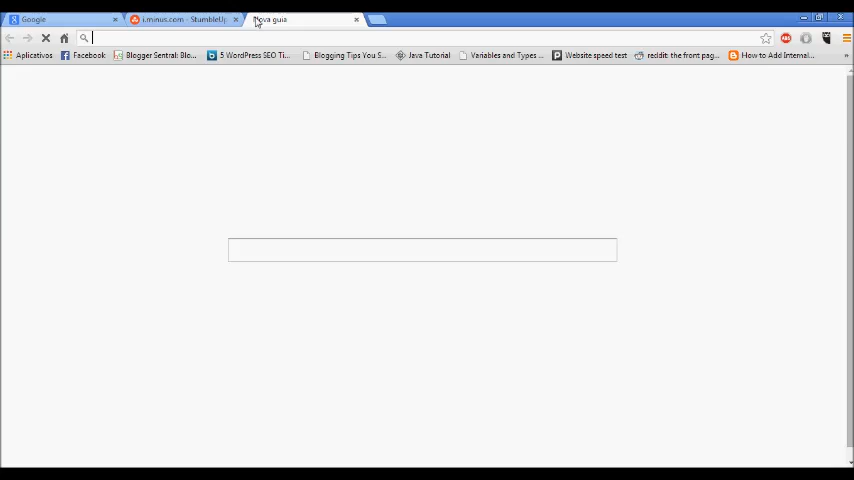 Google
i.minus.com - StumbleUp
Nova guia
Aplicativos
Facebook
Blogger Sentral: Blo...
5 WordPress SEO Ti...
Blogging Tips You S...
Java Tutorial
Variables and Types ...
Website speed test
reddit: the front pag...
How to Add Internal...